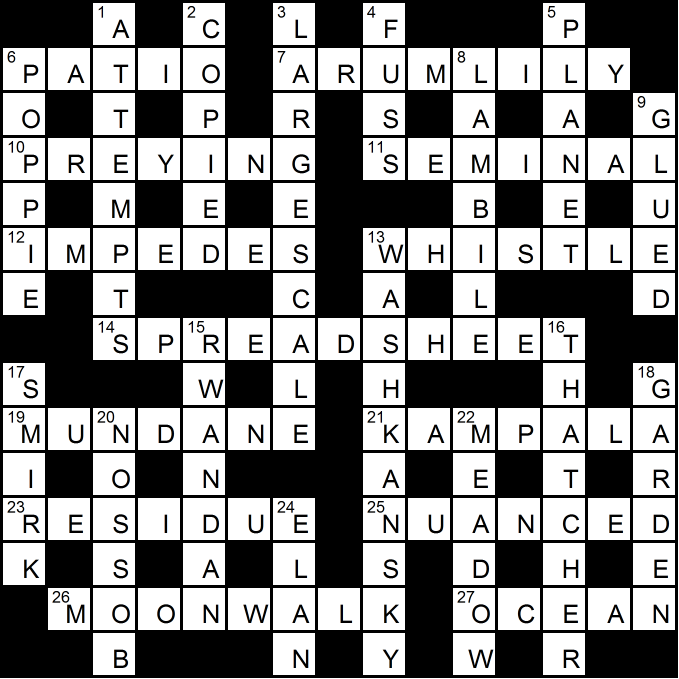 1 A 2 C 3 L 4 F 5 P
6 P A T I O 7 A R U M 8 L I L Y
O T P R S A A 9 G
10 P R E Y I N G 11 S E M I N A L
P M E E B E U
12 I M P E D E S 13 W H I S T L E
E T C A L D
14 S P 15 R E A D S H E E 16 T
17 S W L H H 18 G
19 M U 20 N D A N E 21 K A 22 M P A L A
I O N A E T R
23 R E S I D U 24 E 25 N U A N C E D
K S A L S D H E
26 M O O N W A L K 27 O C E A N
B N Y W R